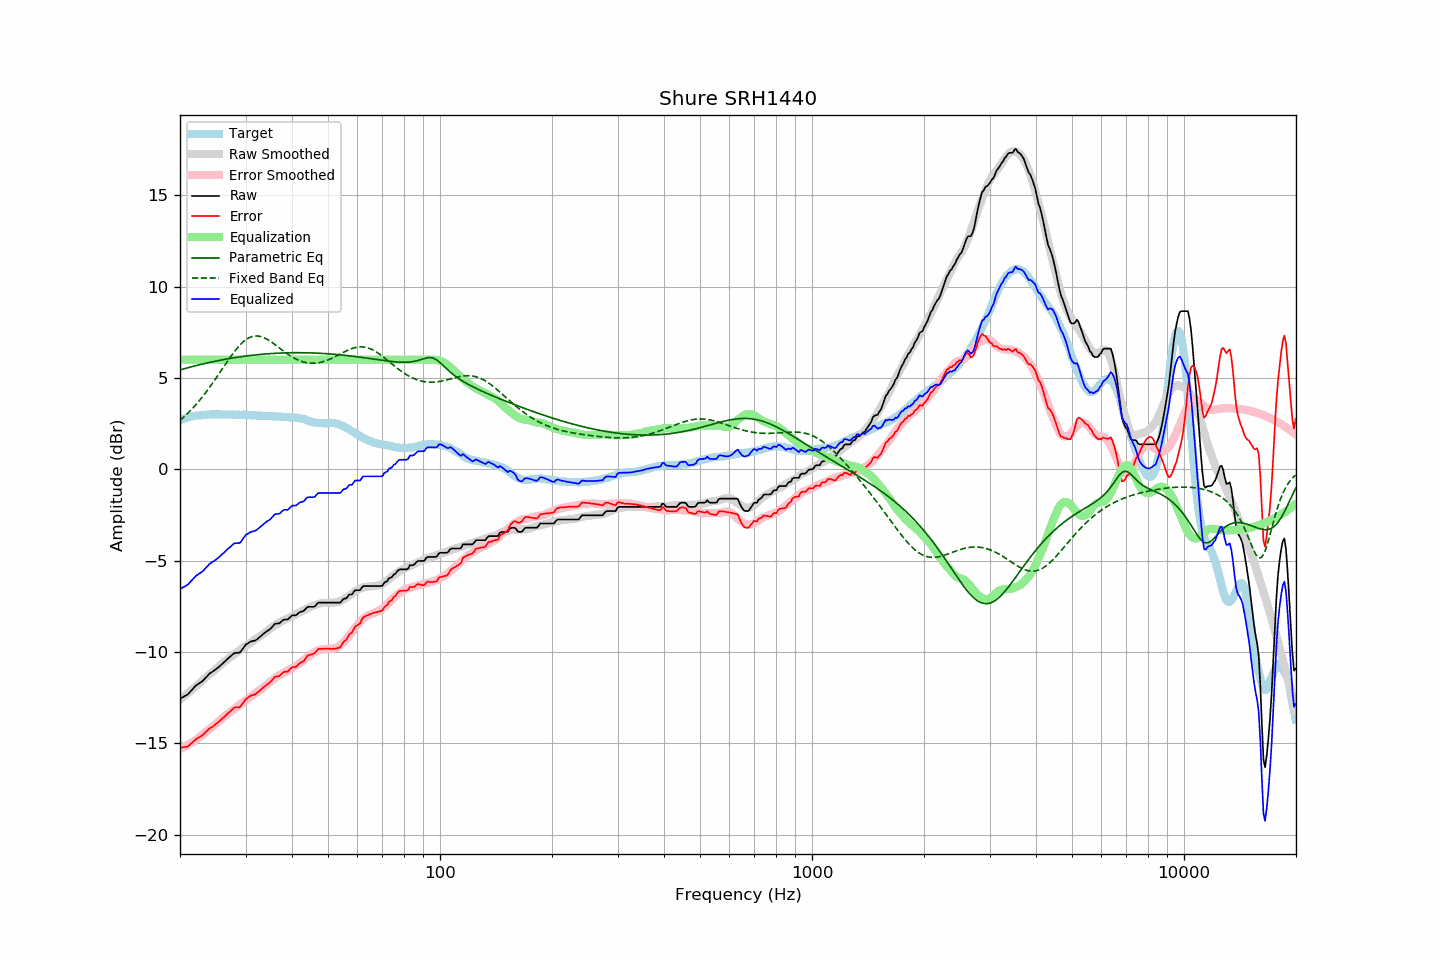 Shure SRH1440
Target
Raw Smoothed
Error Smoothed
Raw
Error
Equalization
Parametric Eq
Fixed Band Eq
Equalized
15
10
5
0
−5
−10
−15
−20
Amplitude (dBr)
100
1000
10000
Frequency (Hz)